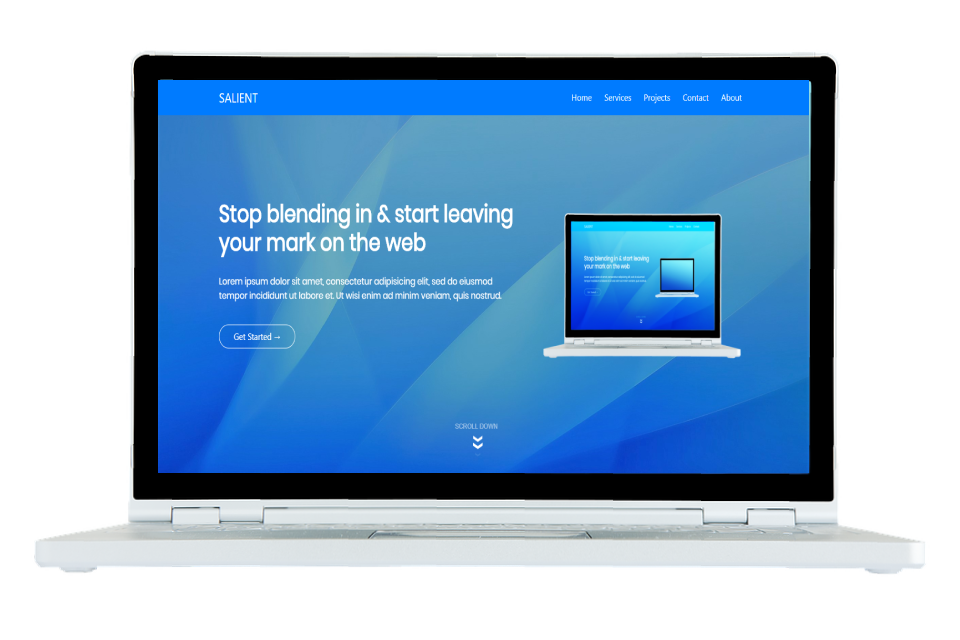 SALIENT
Home Services Projects Contact About
Stop blending in & start leaving
your mark on the web
Lorem ipsum dolor sit amet, consectetur adipisicing elit, sed do eiusmod
tempor incididunt ut labore et. Ut wisi enim ad minim veniam, quis nostrud.
Get Started →
Stop blending in & start leaving
your mark on the web
SCROLL DOWN